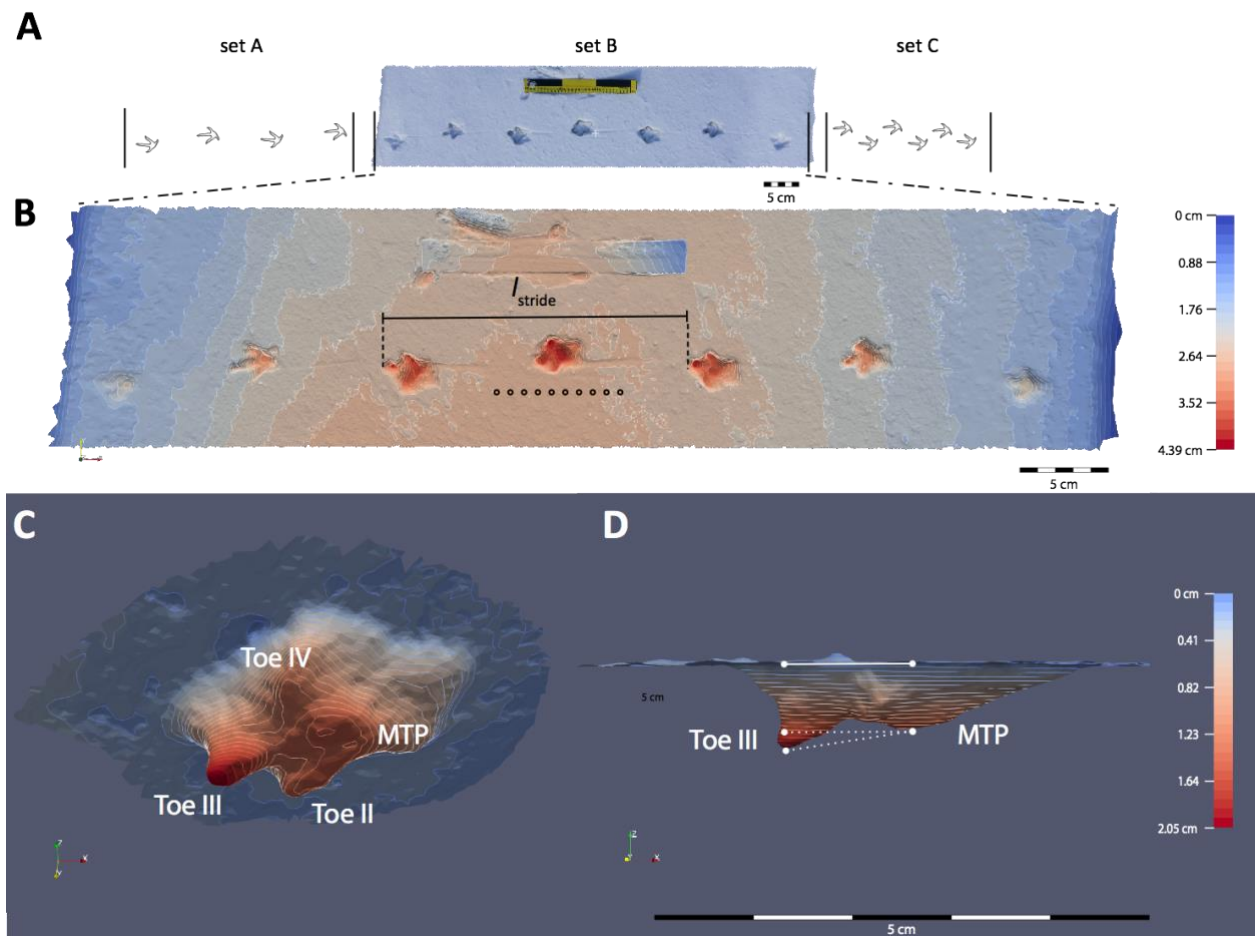 A
set A
set B
set C
5 cm
B
0 cm
0.88
1.76
2.64
3.52
4.39 cm
stride
5 cm
C
D
0 cm
0.41
0.82
1.23
1.64
2.05 cm
Toe IV
MTP
Toe III
Toe II
5 cm
Toe III
MTP
5 cm